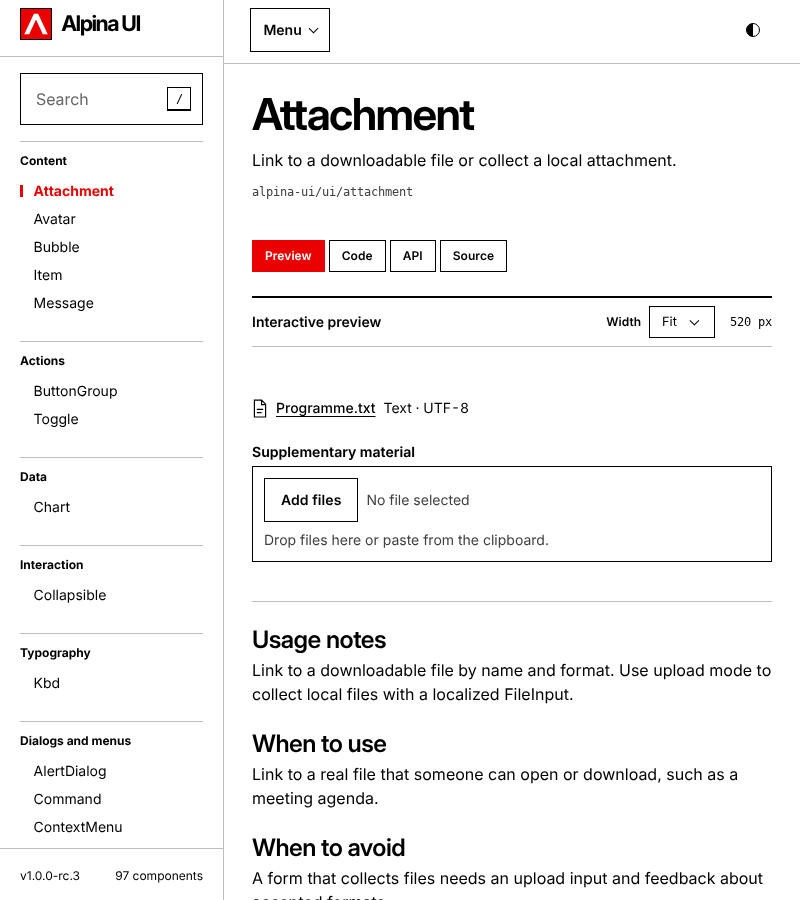 Alpina UI
Search /
Content
Attachment
Avatar
Bubble
Item
Message
Actions
ButtonGroup
Toggle
Data
Chart
Interaction
Collapsible
Typography
Kbd
Dialogs and menus
AlertDialog
Command
ContextMenu
v1.0.0-rc.3 97 components
Menu
Attachment
Link to a downloadable file or collect a local attachment.
alpina-ui/ui/attachment
Preview Code API Source
Interactive preview Width Fit 520 px
Programme.txt Text · UTF-8
Supplementary material
Add files No file selected
Drop files here or paste from the clipboard.
Usage notes
Link to a downloadable file by name and format. Use upload mode to
collect local files with a localized FileInput.
When to use
Link to a real file that someone can open or download, such as a
meeting agenda.
When to avoid
A form that collects files needs an upload input and feedback about